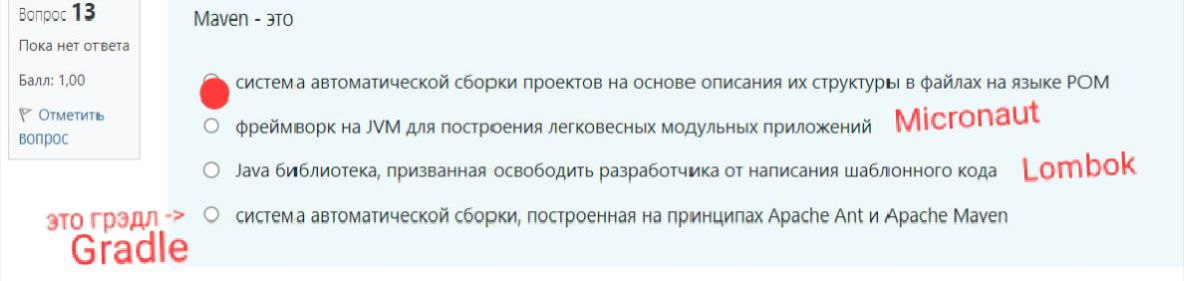 Вопрос 13
Пока нет ответа
Балл: 1,00
Отметить
вопрос
Maven - это
система автоматической сборки проектов на основе описания их структуры в файлах на языке POM
фреймворк на JVM для построения легковесных модульных приложений Micronaut
Java библиотека, призванная освободить разработчика от написания шаблонного кода Lombok
это грэдл -> система автоматической сборки, построенная на принципах Apache Ant и Apache Maven
Gradle